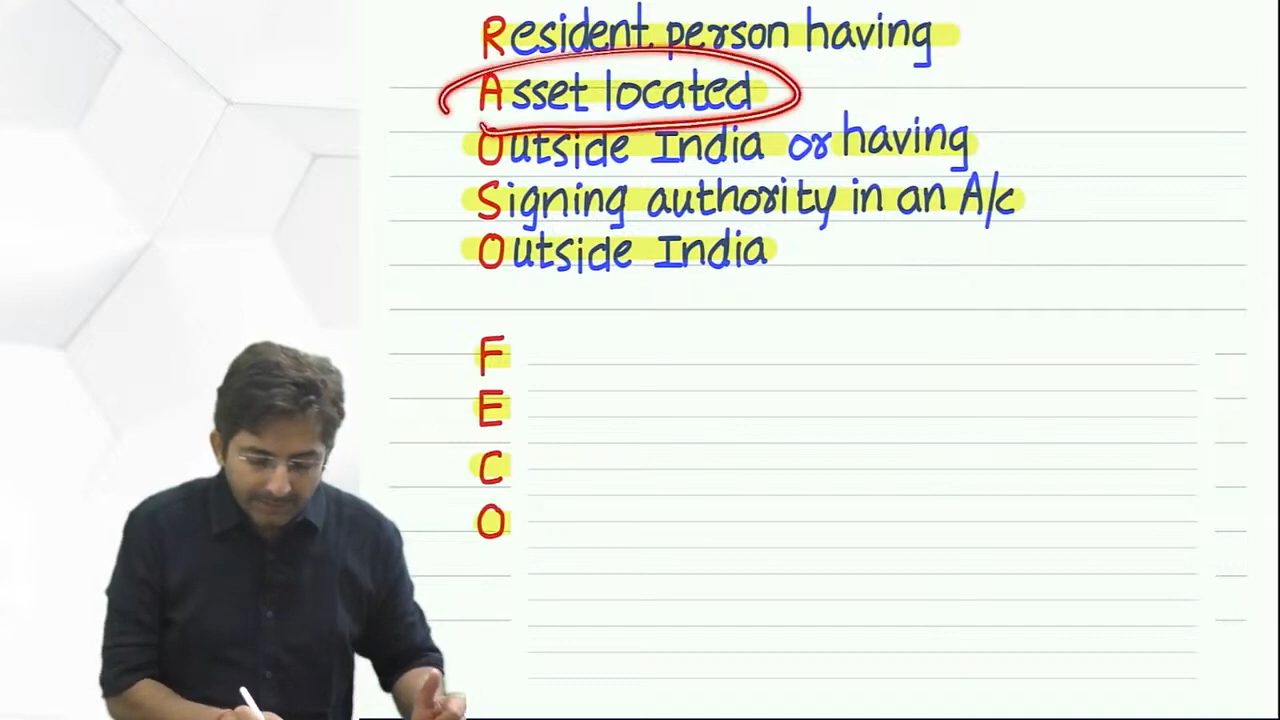 Resident person having
Asset located
Outside India or having
Signing authority in an A/c
Outside India
F
E
C
O